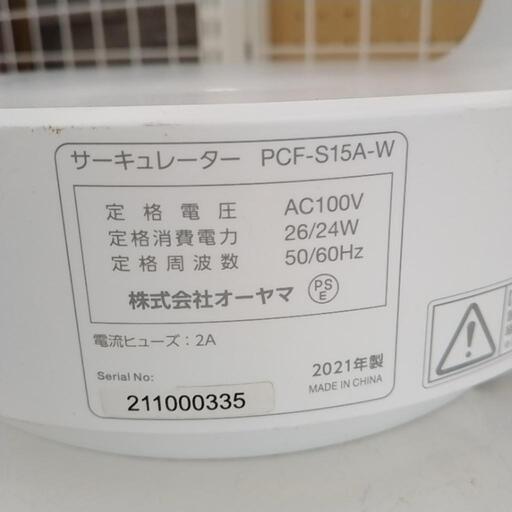 サーキュレーター PCF-S15A-W
定格電圧 AC100V
定格消費電力 26/24W
定格周波数 50/60Hz
株式会社オーヤマ PSE
電流ヒューズ：2A
2021年製
Serial No:
MADE IN CHINA
211000335